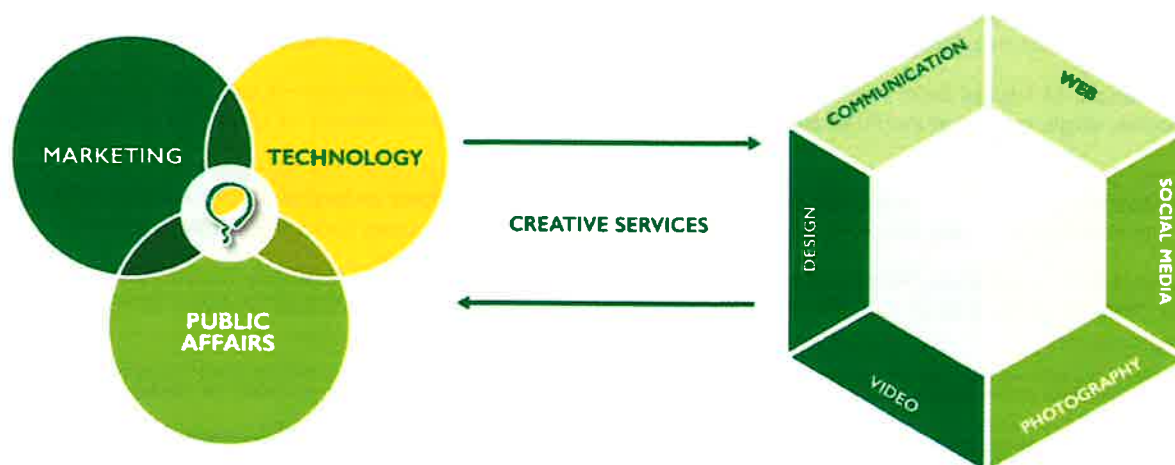 MARKETING
TECHNOLOGY
PUBLIC
AFFAIRS
CREATIVE SERVICES
COMMUNICATION
WEB
SOCIAL MEDIA
PHOTOGRAPHY
VIDEO
DESIGN